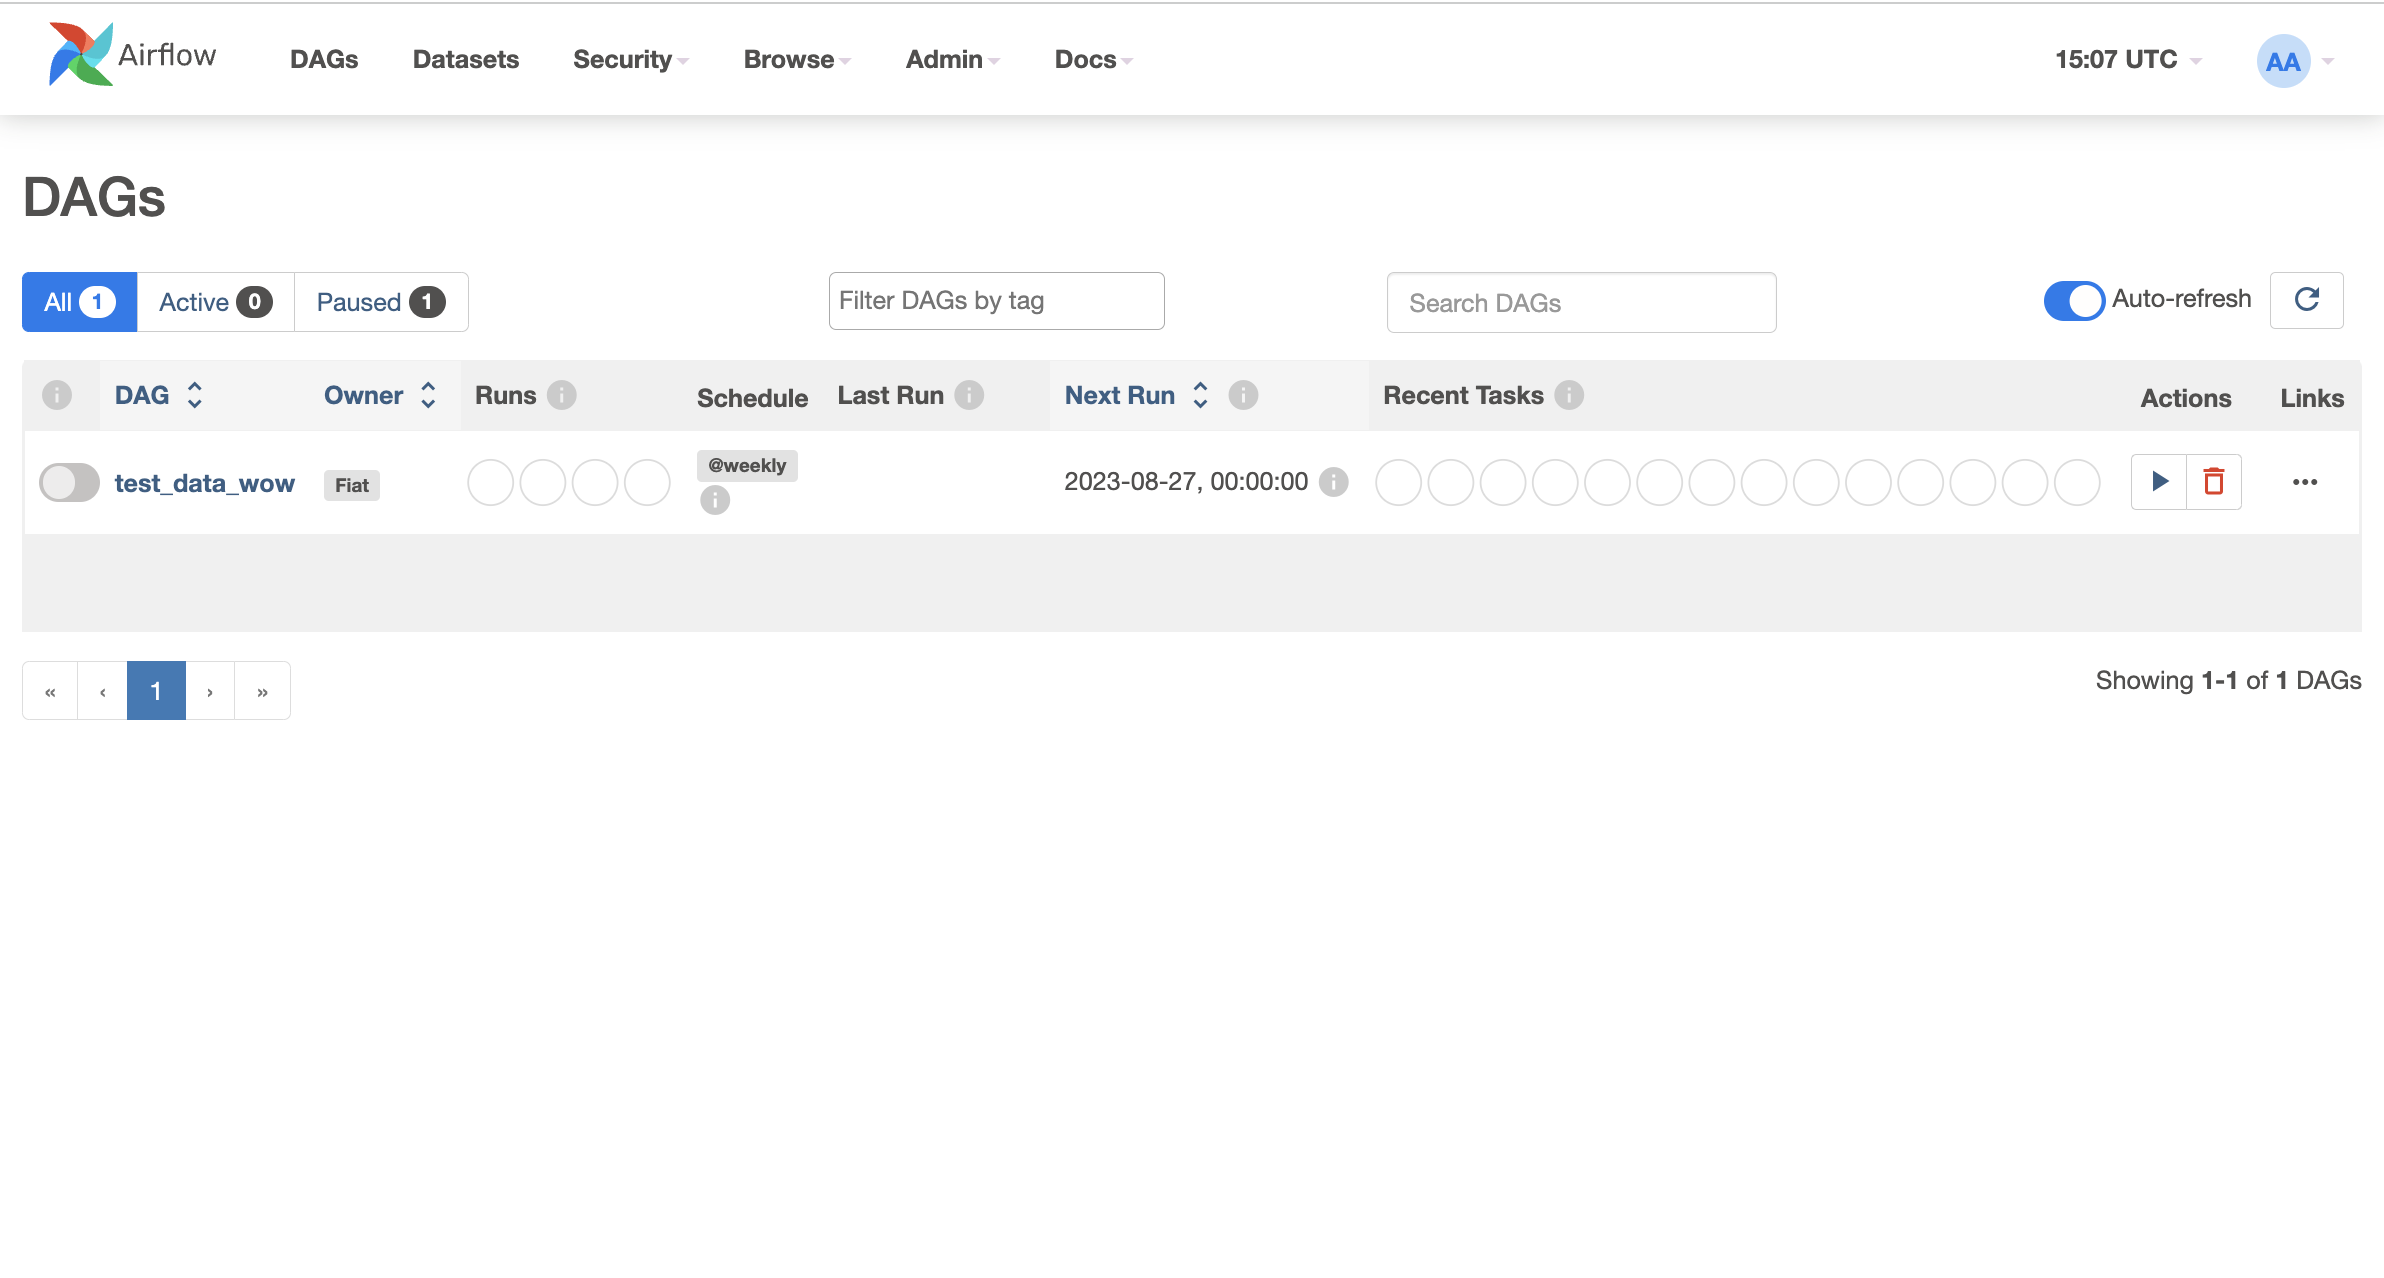 Airflow DAGs Datasets Security Browse Admin Docs 15:07 UTC AA
DAGs
All 1 Active 0 Paused 1 Filter DAGs by tag Search DAGs Auto-refresh
DAG Owner Runs Schedule Last Run Next Run Recent Tasks Actions Links
test_data_wow Fiat @weekly 2023-08-27, 00:00:00
« ‹ 1 › » Showing 1-1 of 1 DAGs